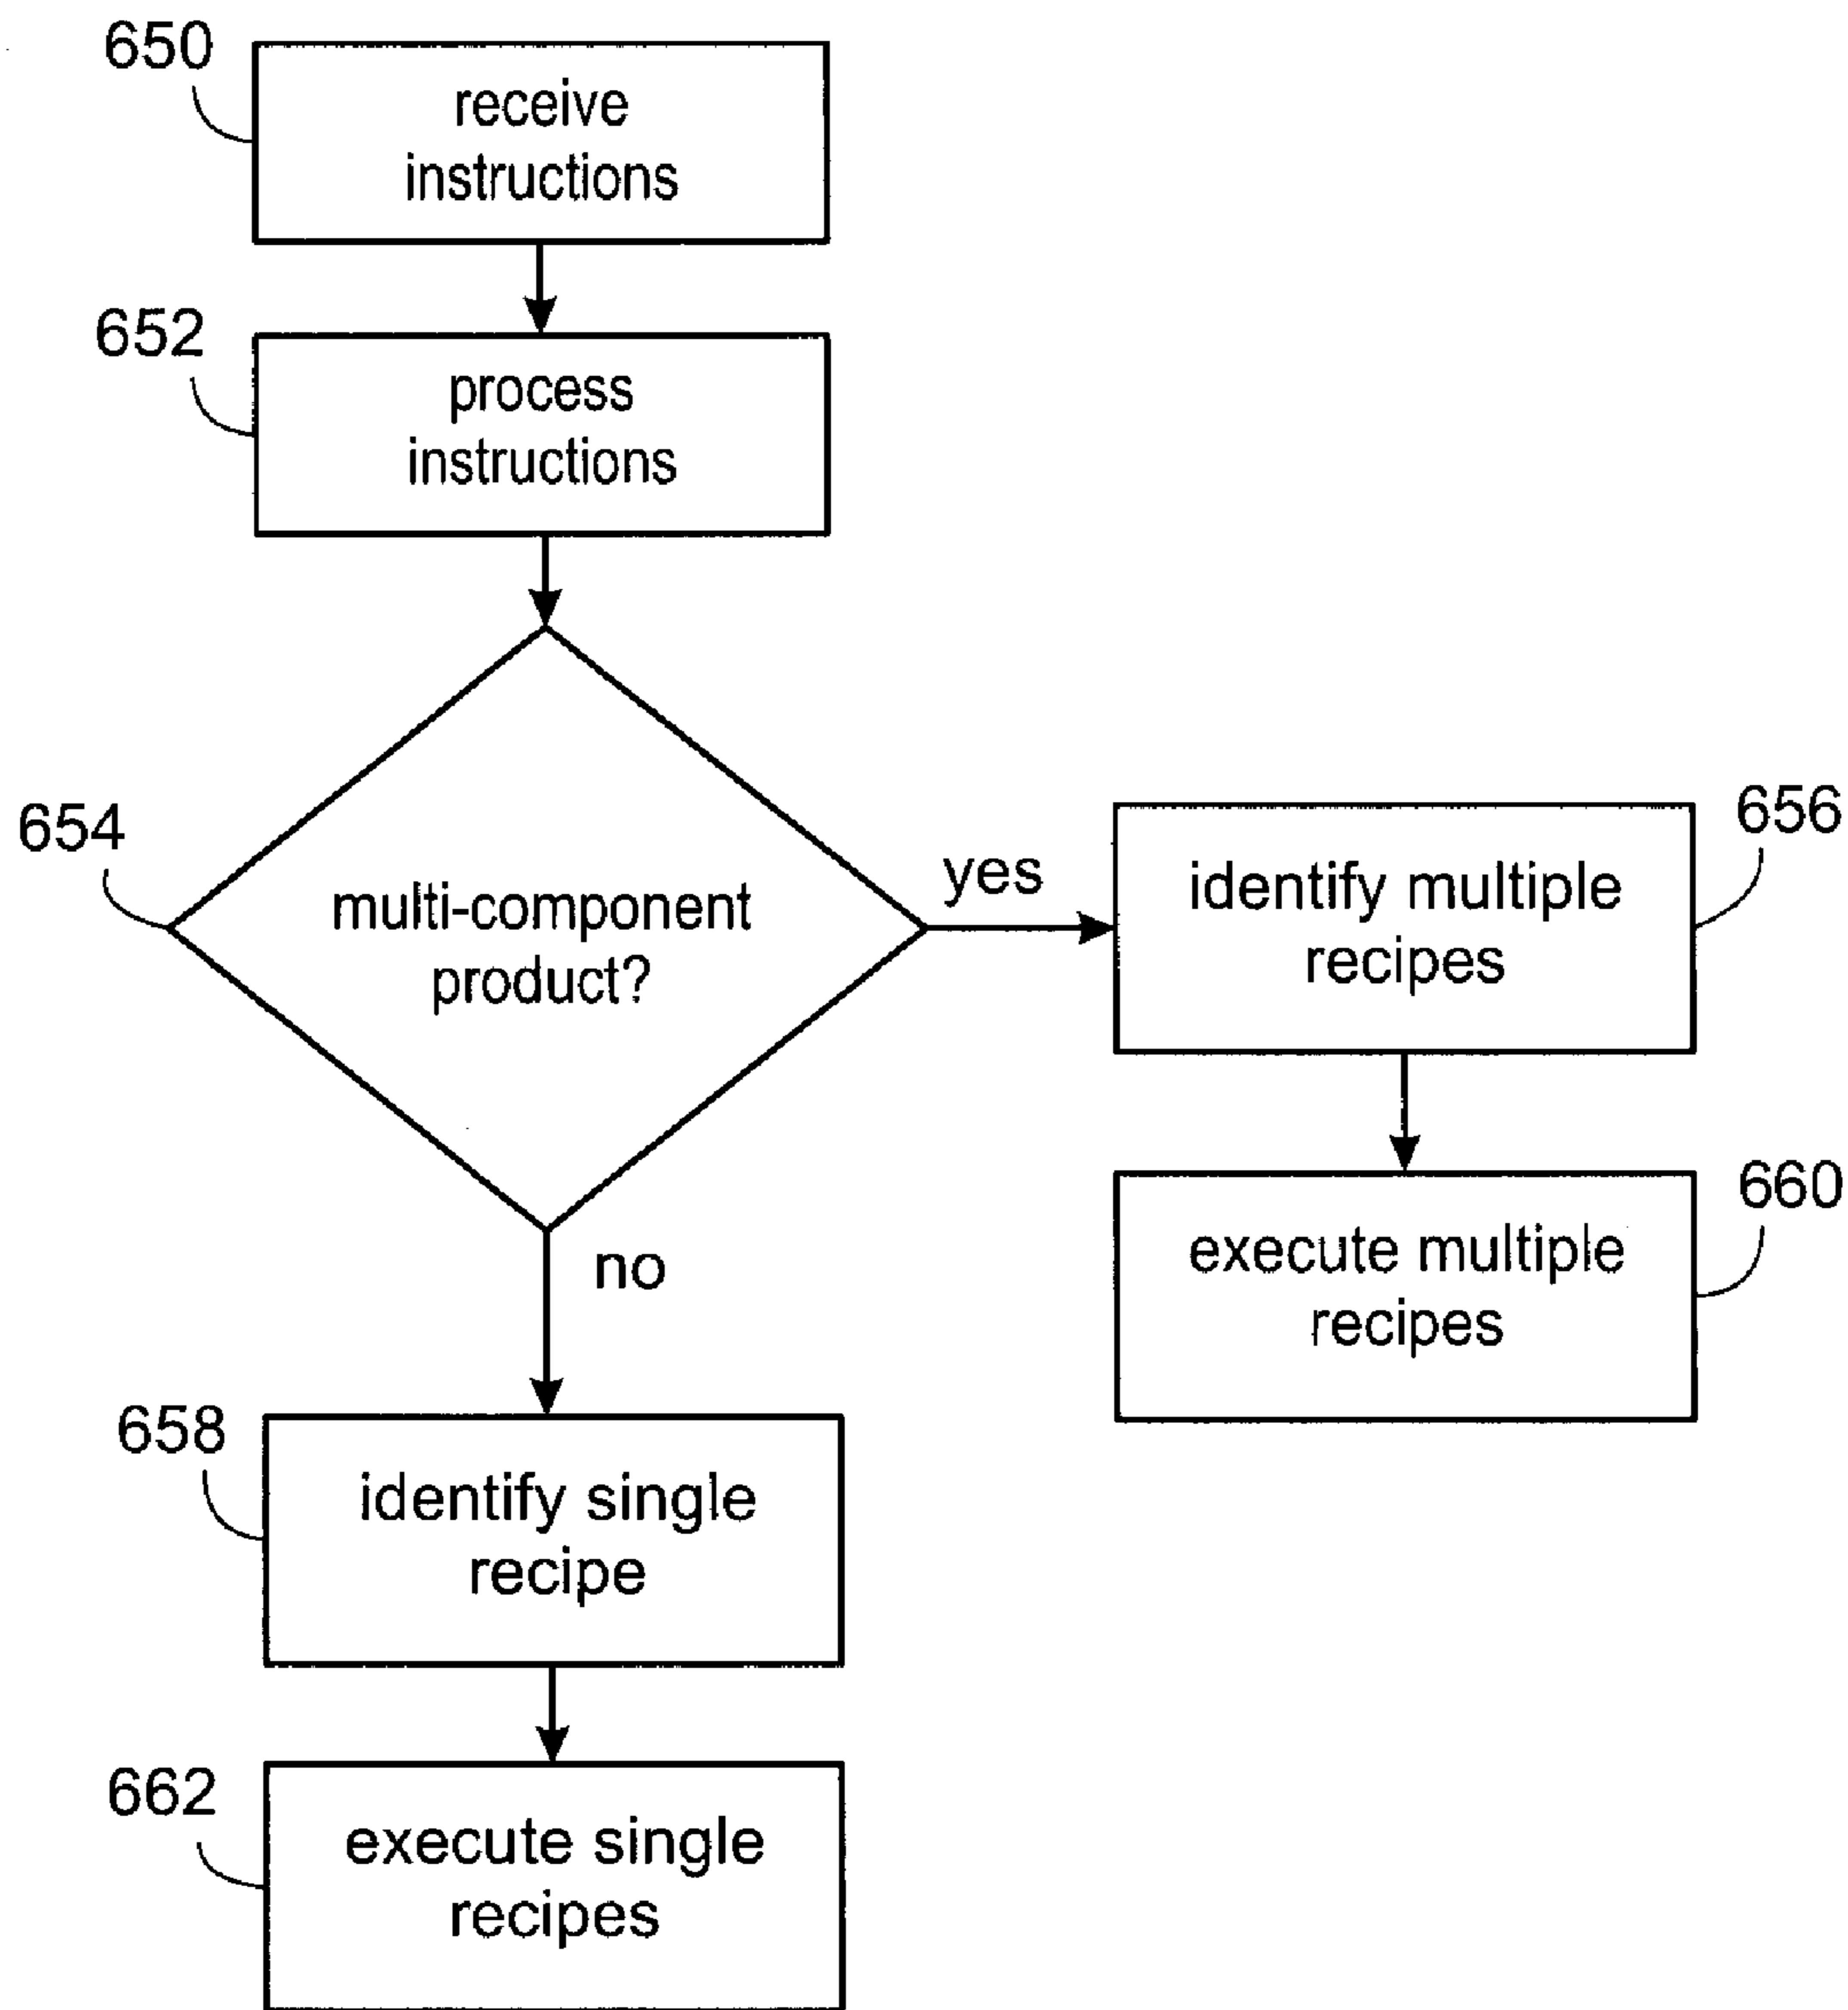 650
receive
instructions
652
process
instructions
654
multi-component
product?
yes
656
identify multiple
recipes
660
execute multiple
recipes
no
658
identify single
recipe
662
execute single
recipes